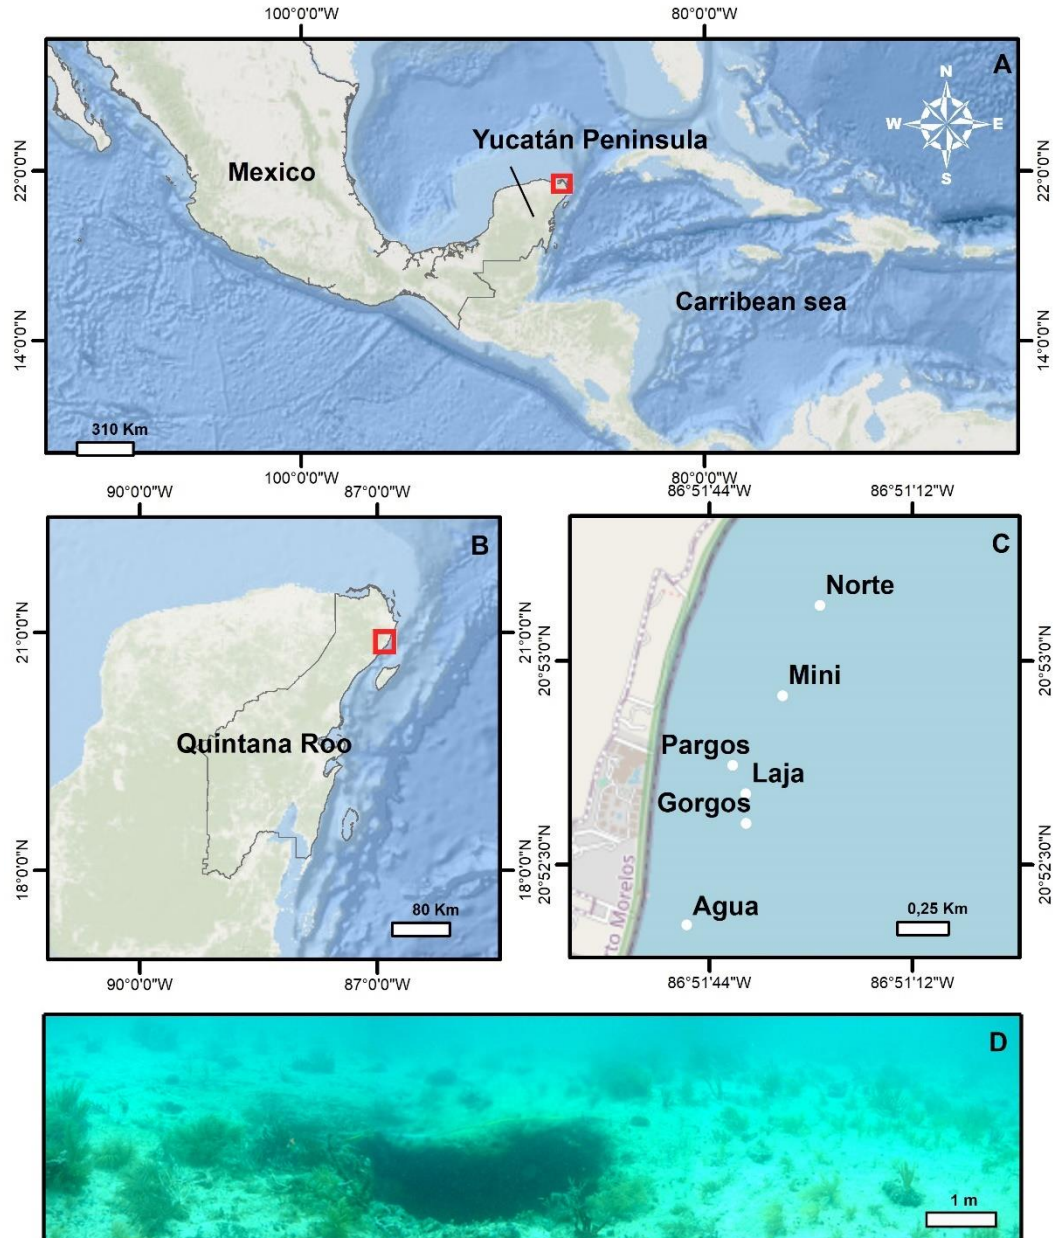 100°0'0"W 80°0'0"W
A
N
W E
S
22°0'0"N 22°0'0"N
Yucatán Peninsula
Mexico
Carribean sea
14°0'0"N 14°0'0"N
310 Km
100°0'0"W 80°0'0"W
90°0'0"W 87°0'0"W
86°51'44"W 86°51'12"W
B
21°0'0"N 21°0'0"N
Quintana Roo
18°0'0"N 18°0'0"N
80 Km
90°0'0"W 87°0'0"W
C
Norte
20°53'0"N 20°53'0"N
Mini
Pargos
Laja
Gorgos
20°52'30"N 20°52'30"N
Agua
to Morelos
0,25 Km
86°51'44"W 86°51'12"W
D
1 m